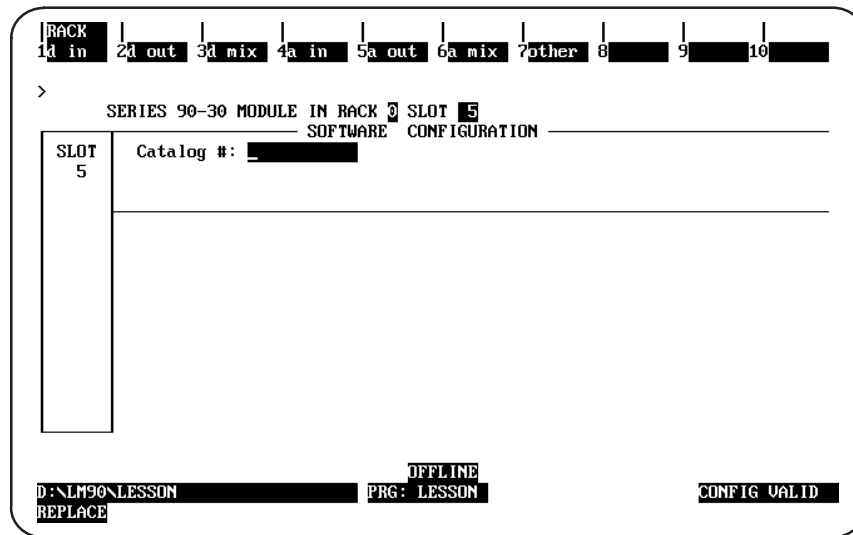 RACK
1d in 2d out 3d mix 4a in 5a out 6a mix 7other 8 9 10
>
SERIES 90-30 MODULE IN RACK 0 SLOT 5
SOFTWARE CONFIGURATION
SLOT Catalog #: _
5
OFFLINE
D:\LM90\LESSON PRG: LESSON CONFIG VALID
REPLACE